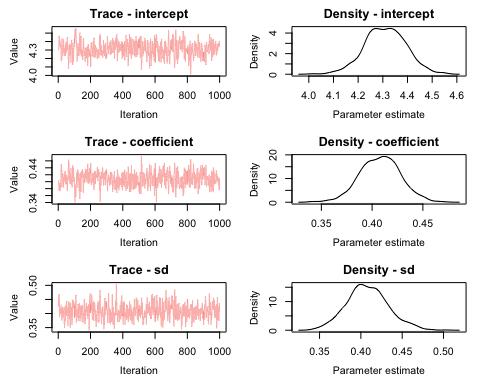 Trace - intercept
Value
4.0
4.3
0 200 400 600 800 1000
Iteration
Density - intercept
Density
0
2
4
4.0 4.1 4.2 4.3 4.4 4.5 4.6
Parameter estimate
Trace - coefficient
Value
0.34
0.44
0 200 400 600 800 1000
Iteration
Density - coefficient
Density
0
10
20
0.35 0.40 0.45
Parameter estimate
Trace - sd
Value
0.35
0.50
0 200 400 600 800 1000
Iteration
Density - sd
Density
0
10
0.35 0.40 0.45 0.50
Parameter estimate